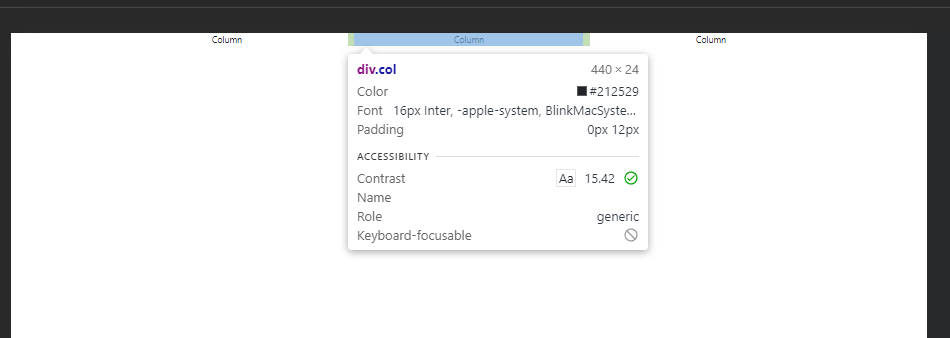 Column Column Column
div.col 440 × 24
Color #212529
Font 16px Inter, -apple-system, BlinkMacSyste...
Padding 0px 12px
ACCESSIBILITY
Contrast Aa 15.42
Name
Role generic
Keyboard-focusable